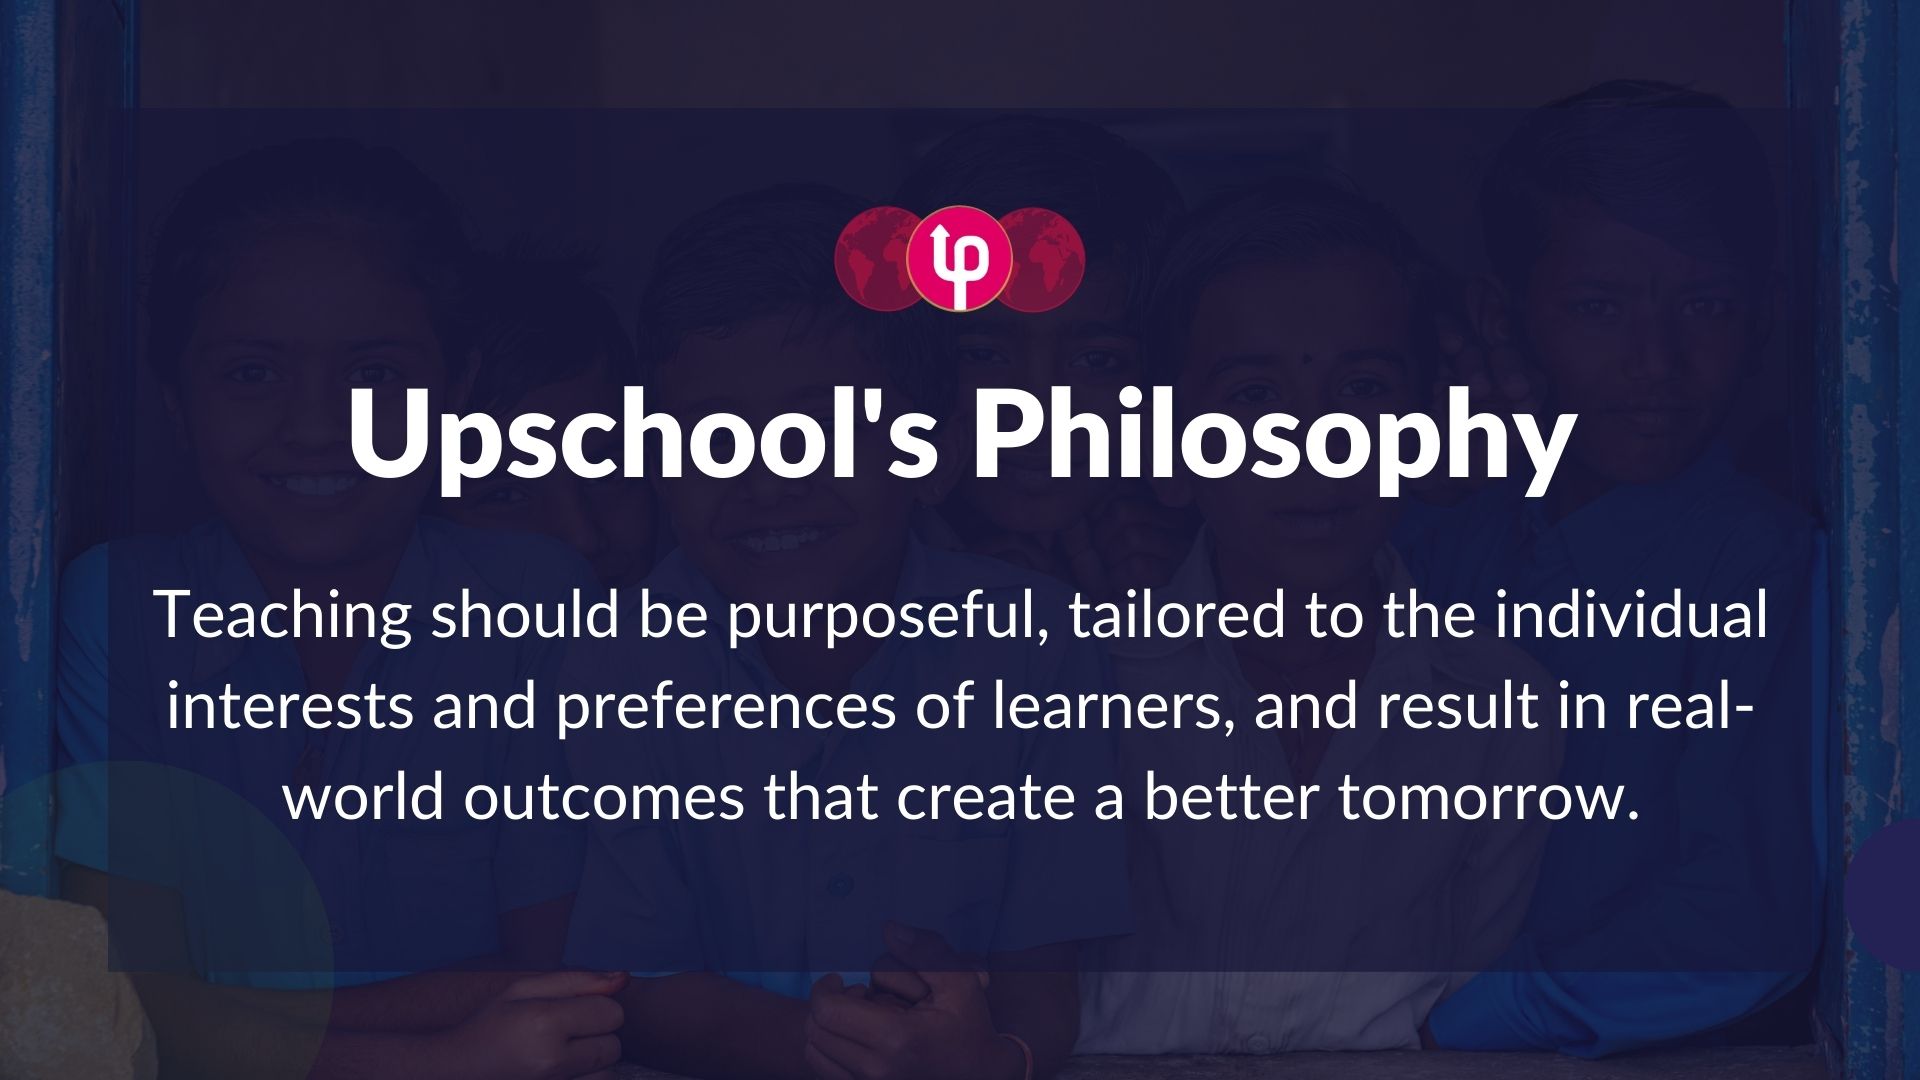 up
Upschool's Philosophy
Teaching should be purposeful, tailored to the individual
interests and preferences of learners, and result in real-
world outcomes that create a better tomorrow.